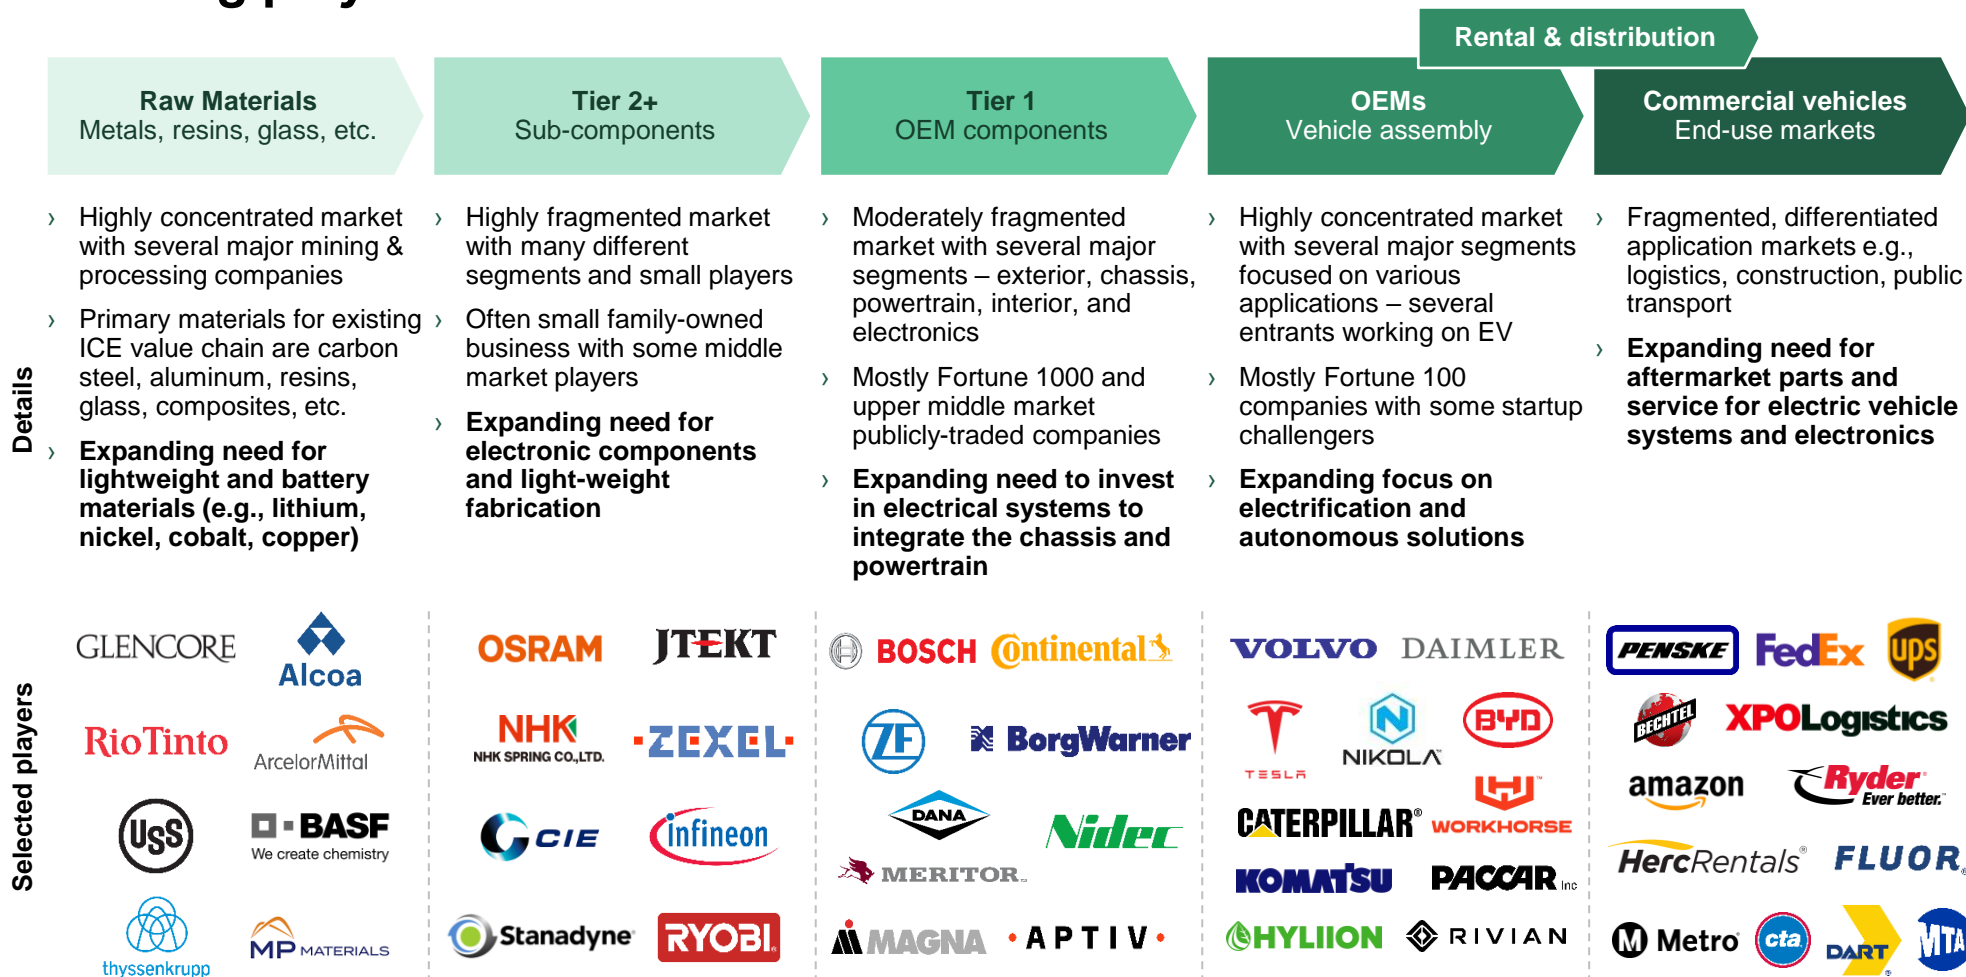 Rental & distribution
Raw Materials
Metals, resins, glass, etc.
Tier 2+
Sub-components
Tier 1
OEM components
OEMs
Vehicle assembly
Commercial vehicles
End-use markets
Details
› Highly concentrated market
with several major mining &
processing companies
› Primary materials for existing
ICE value chain are carbon
steel, aluminum, resins,
glass, composites, etc.
› Expanding need for
lightweight and battery
materials (e.g., lithium,
nickel, cobalt, copper)
› Highly fragmented market
with many different
segments and small players
› Often small family-owned
business with some middle
market players
› Expanding need for
electronic components
and light-weight
fabrication
› Moderately fragmented
market with several major
segments – exterior, chassis,
powertrain, interior, and
electronics
› Mostly Fortune 1000 and
upper middle market
publicly-traded companies
› Expanding need to invest
in electrical systems to
integrate the chassis and
powertrain
› Highly concentrated market
with several major segments
focused on various
applications – several
entrants working on EV
› Mostly Fortune 100
companies with some startup
challengers
› Expanding focus on
electrification and
autonomous solutions
› Fragmented, differentiated
application markets e.g.,
logistics, construction, public
transport
› Expanding need for
aftermarket parts and
service for electric vehicle
systems and electronics
Selected players
GLENCORE
Alcoa
RioTinto
ArcelorMittal
USS
BASF
We create chemistry
thyssenkrupp
MP MATERIALS
OSRAM
JTEKT
NHK
NHK SPRING CO.,LTD.
ZEXEL
CIE
infineon
Stanadyne
RYOBI
BOSCH
Continental
ZF
BorgWarner
DANA
Nidec
MERITOR
MAGNA
• APTIV •
VOLVO
DAIMLER
TESLA
NIKOLA™
BYD
CATERPILLAR®
WORKHORSE™
KOMATSU
PACCAR Inc
HYLIION
RIVIAN
PENSKE
FedEx
ups
BECHTEL
XPOLogistics
amazon
Ryder
Ever better.
HercRentals®
FLUOR®
M Metro
cta
DART
MTA